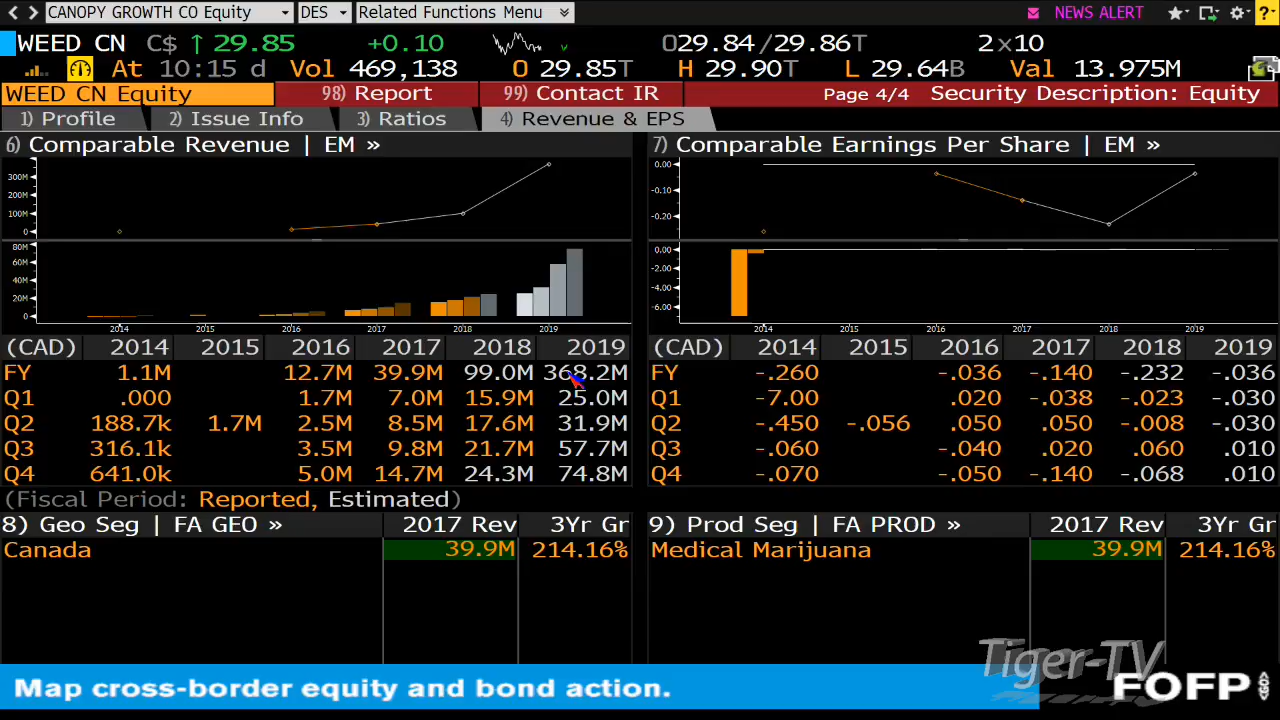 CANOPY GROWTH CO Equity DES Related Functions Menu NEWS ALERT ?
WEED CN C$ ↑ 29.85 +0.10 O29.84/29.86T 2×10
At 10:15 d Vol 469,138 O 29.85T H 29.90T L 29.64B Val 13.975M
WEED CN Equity 98) Report 99) Contact IR Page 4/4 Security Description: Equity
1) Profile 2) Issue Info 3) Ratios 4) Revenue & EPS
6) Comparable Revenue | EM » 7) Comparable Earnings Per Share | EM »
300M
200M
100M
0
0.00
-0.10
-0.20
80M
60M
40M
20M
0
0.00
-2.00
-4.00
-6.00
2014 2015 2016 2017 2018 2019 2014 2015 2016 2017 2018 2019
(CAD) 2014 2015 2016 2017 2018 2019 (CAD) 2014 2015 2016 2017 2018 2019
FY 1.1M 12.7M 39.9M 99.0M 368.2M FY -.260 -.036 -.140 -.232 -.036
Q1 .000 1.7M 7.0M 15.9M 25.0M Q1 -7.00 .020 -.038 -.023 -.030
Q2 188.7k 1.7M 2.5M 8.5M 17.6M 31.9M Q2 -.450 -.056 .050 .050 -.008 -.030
Q3 316.1k 3.5M 9.8M 21.7M 57.7M Q3 -.060 -.040 .020 .060 .010
Q4 641.0k 5.0M 14.7M 24.3M 74.8M Q4 -.070 -.050 -.140 -.068 .010
(Fiscal Period: Reported, Estimated)
8) Geo Seg | FA GEO » 2017 Rev 3Yr Gr 9) Prod Seg | FA PROD » 2017 Rev 3Yr Gr
Canada 39.9M 214.16% Medical Marijuana 39.9M 214.16%
Tiger-TV
Map cross-border equity and bond action. FOFP